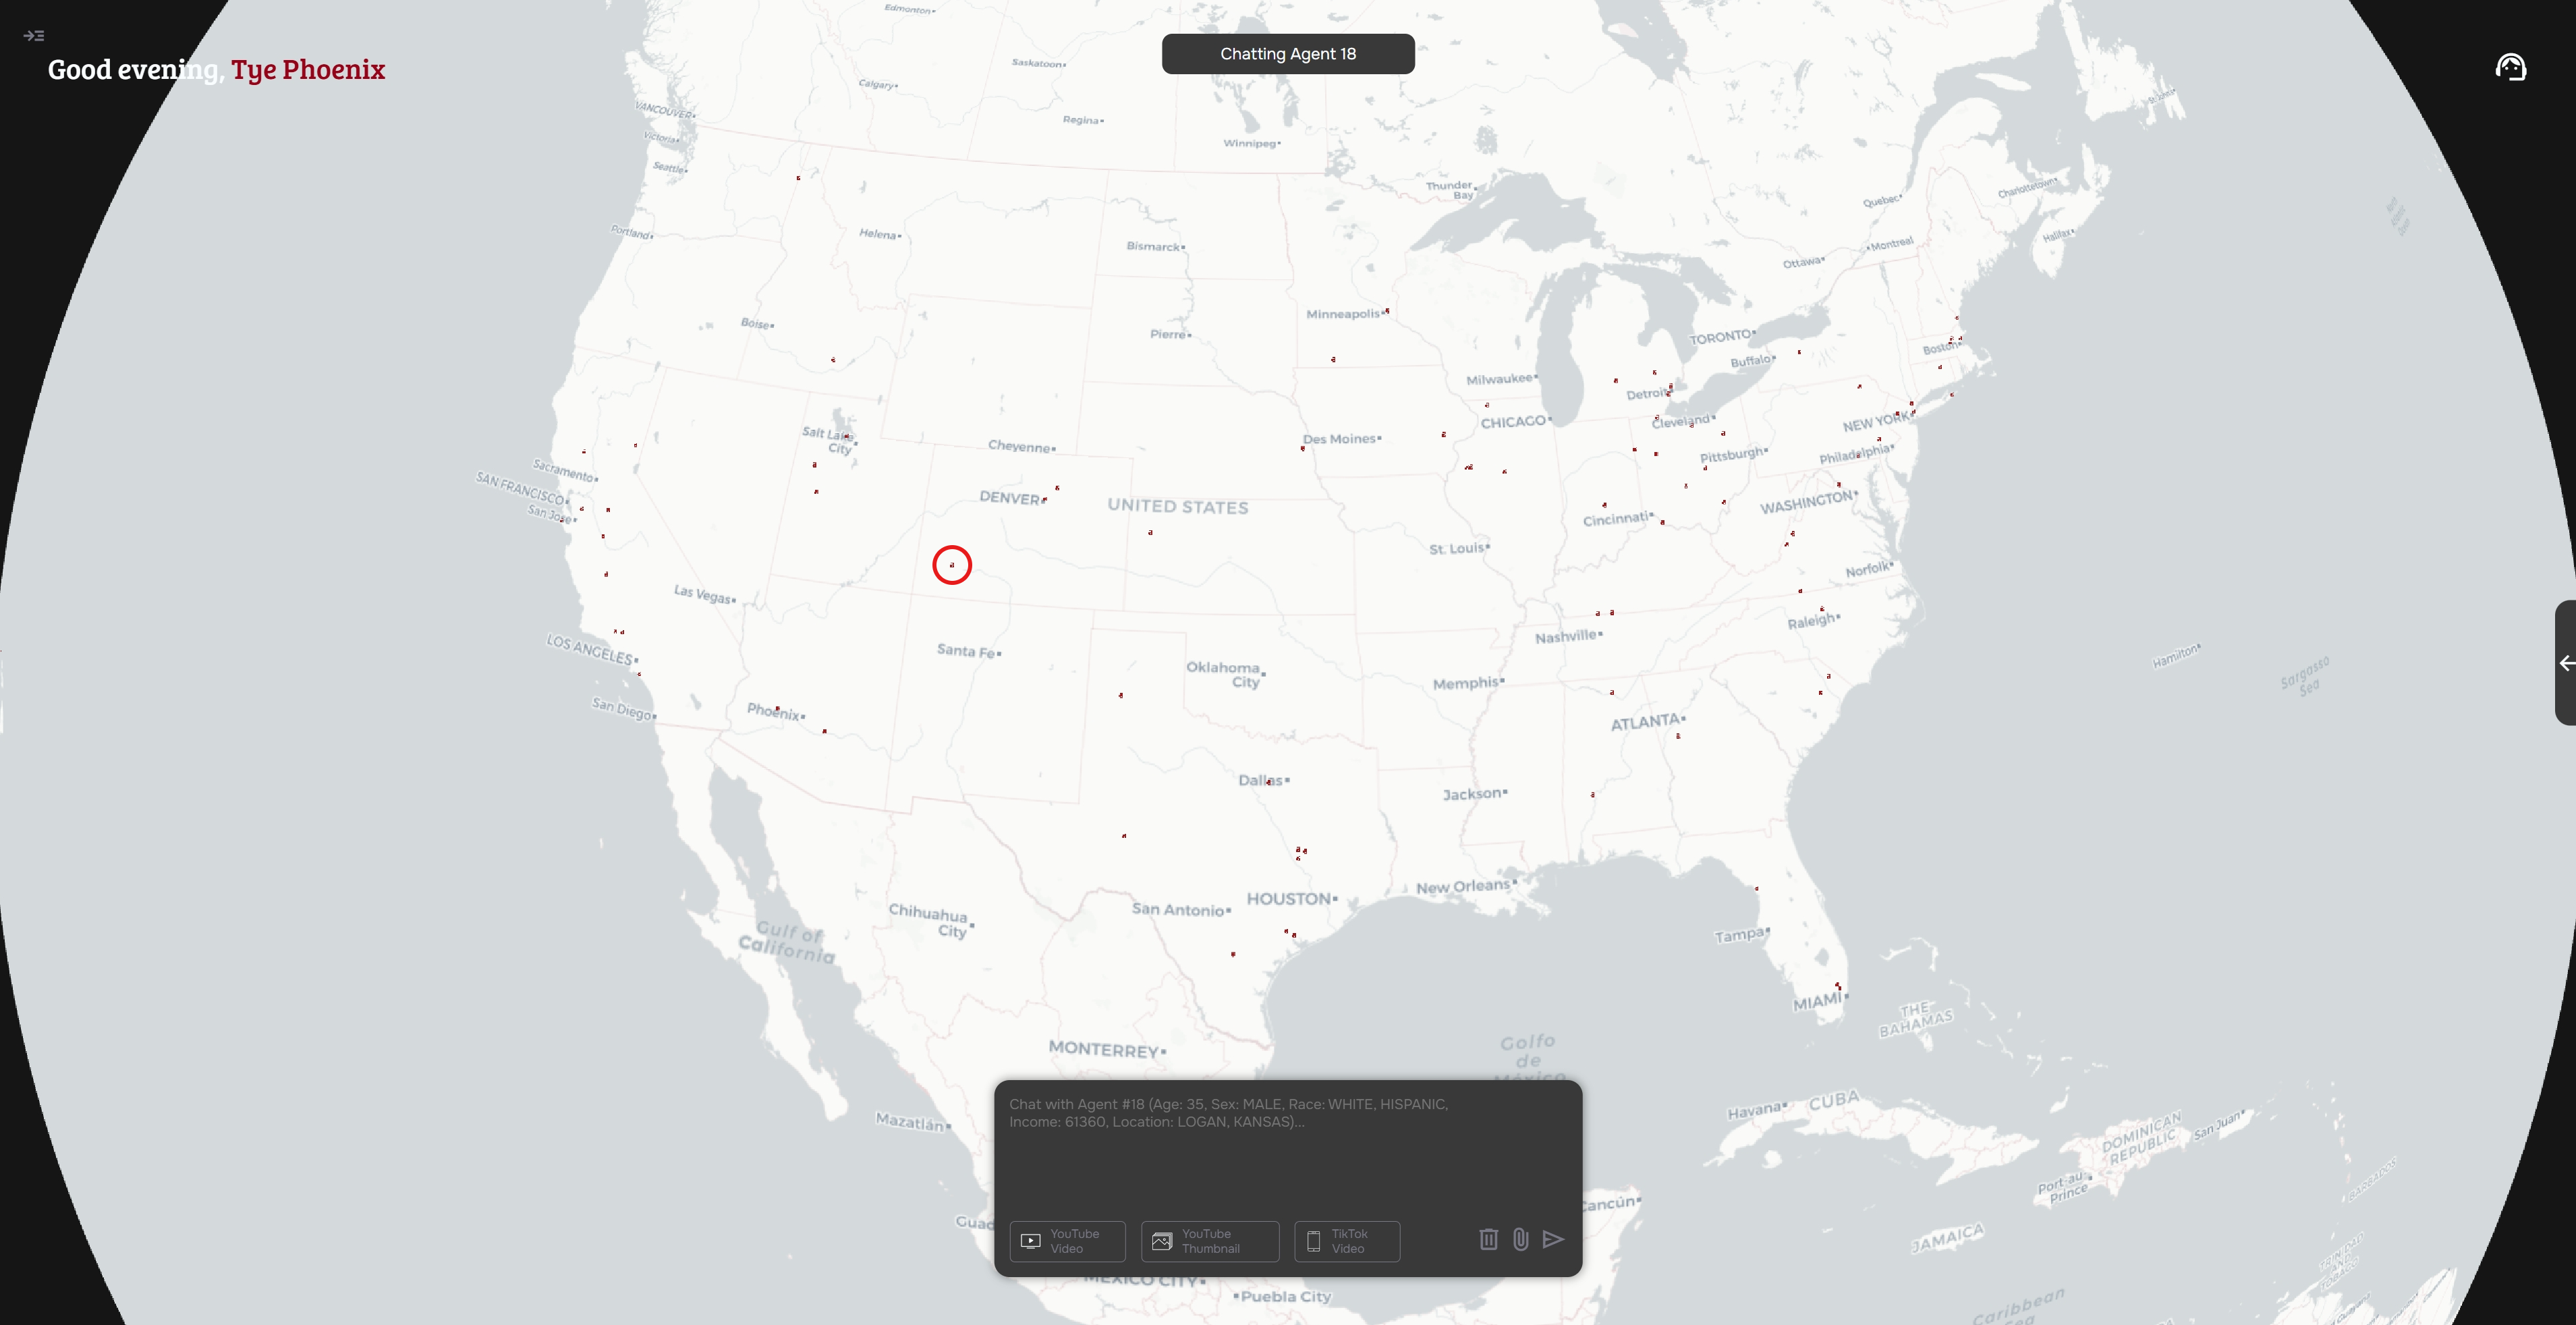 Good evening, Tye Phoenix
Chatting Agent 18
Edmonton
Saskatoon
Calgary
Regina
VANCOUVER
Victoria
Winnipeg
Seattle
Thunder
Bay
Charlottetown
Quebec
Portland
Helena
Bismarck
Montreal
Halifax
Ottawa
Boise
Pierre
Minneapolis
TORONTO
Buffalo
Boston
Milwaukee
Detroit
CHICAGO
Cleveland
NEW YORK
Salt Lake
City
Cheyenne
Des Moines
Pittsburgh
Philadelphia
Sacramento
SAN FRANCISCO
San Jose
DENVER
UNITED STATES
WASHINGTON
Cincinnati
St. Louis
Norfolk
Las Vegas
Raleigh
Nashville
LOS ANGELES
Santa Fe
Oklahoma
City
Memphis
Hamilton
Sargasso
Sea
San Diego
Phoenix
ATLANTA
Dallas
Jackson
New Orleans
HOUSTON
San Antonio
Chihuahua
City
Gulf of
California
Tampa
MIAMI
THE
BAHAMAS
MONTERREY
Golfo
de
México
Mazatlán
Havana
CUBA
DOMINICAN
REPUBLIC
San Juan
Port-au-
Prince
JAMAICA
Cancún
Guad
Chat with Agent #18 (Age: 35, Sex: MALE, Race: WHITE, HISPANIC,
Income: 61360, Location: LOGAN, KANSAS)...
YouTube
Video
YouTube
Thumbnail
TikTok
Video
MEXICO CITY
Puebla City
Caribbean
Sea